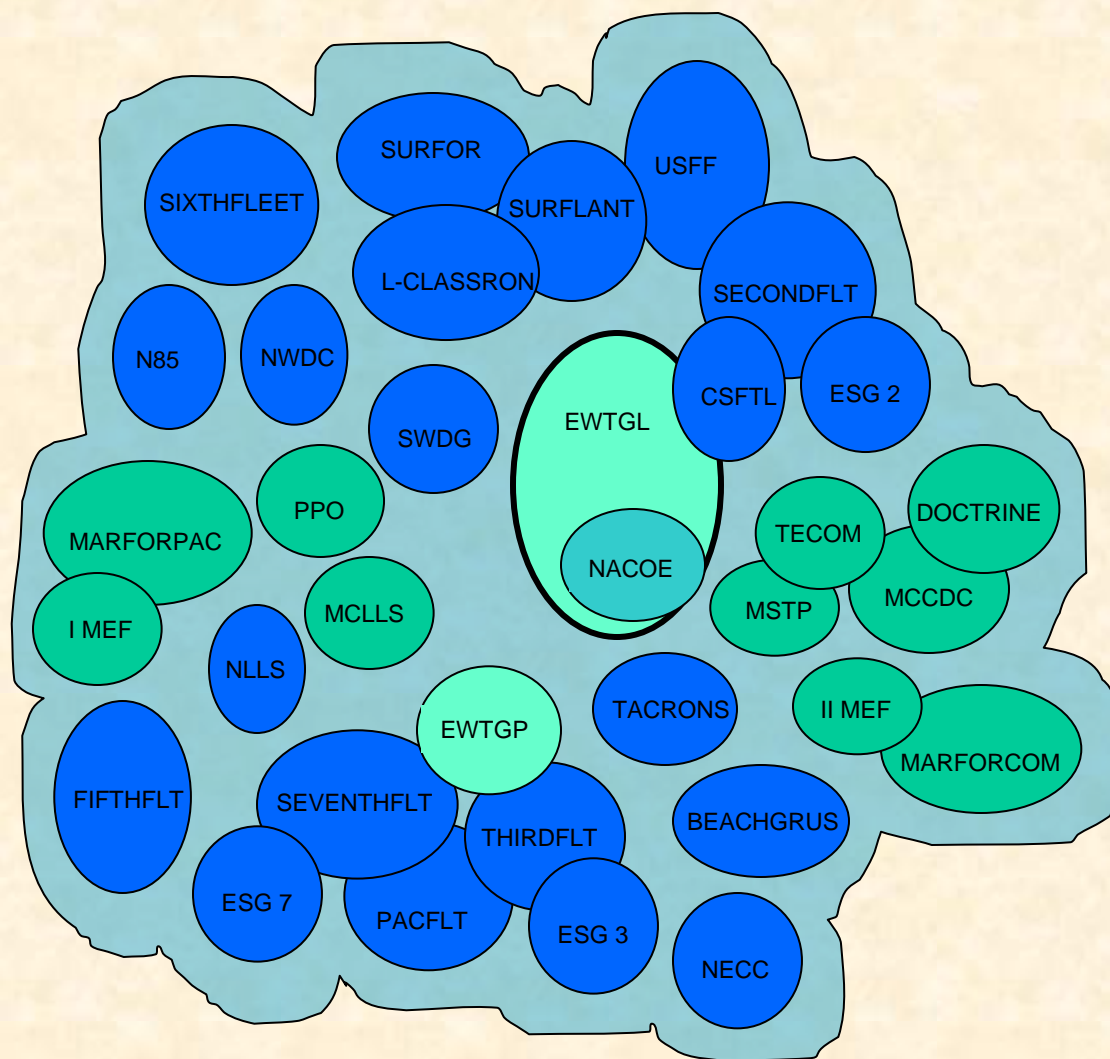 SURFOR
USFF
SIXTHFLEET
SURFLANT
L-CLASSRON
SECONDFLT
N85
NWDC
CSFTL
ESG 2
EWTGL
SWDG
PPO
DOCTRINE
MARFORPAC
TECOM
NACOE
MCCDC
MSTP
MCLLS
I MEF
NLLS
TACRONS
II MEF
EWTGP
MARFORCOM
FIFTHFLT
SEVENTHFLT
BEACHGRUS
THIRDFLT
ESG 7
PACFLT
ESG 3
NECC